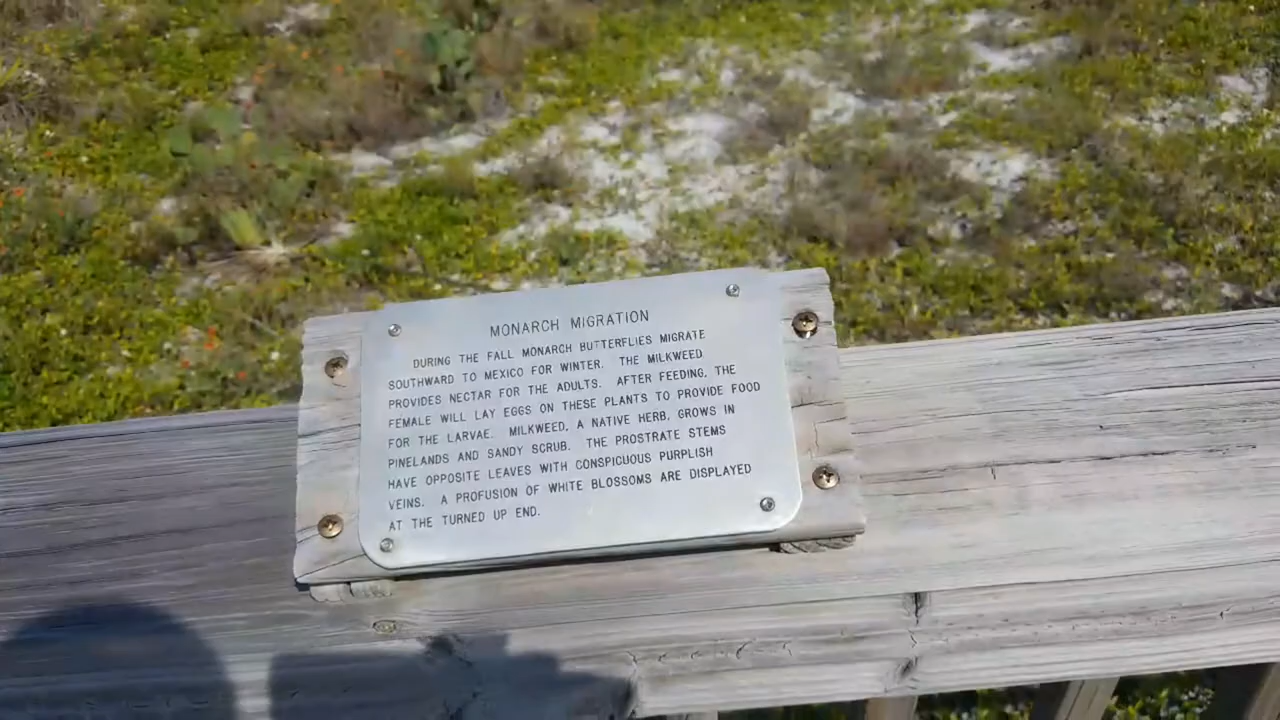 MONARCH MIGRATION
DURING THE FALL MONARCH BUTTERFLIES MIGRATE
SOUTHWARD TO MEXICO FOR WINTER. THE MILKWEED
PROVIDES NECTAR FOR THE ADULTS. AFTER FEEDING, THE
FEMALE WILL LAY EGGS ON THESE PLANTS TO PROVIDE FOOD
FOR THE LARVAE. MILKWEED, A NATIVE HERB, GROWS IN
PINELANDS AND SANDY SCRUB. THE PROSTRATE STEMS
HAVE OPPOSITE LEAVES WITH CONSPICUOUS PURPLISH
VEINS. A PROFUSION OF WHITE BLOSSOMS ARE DISPLAYED
AT THE TURNED UP END.